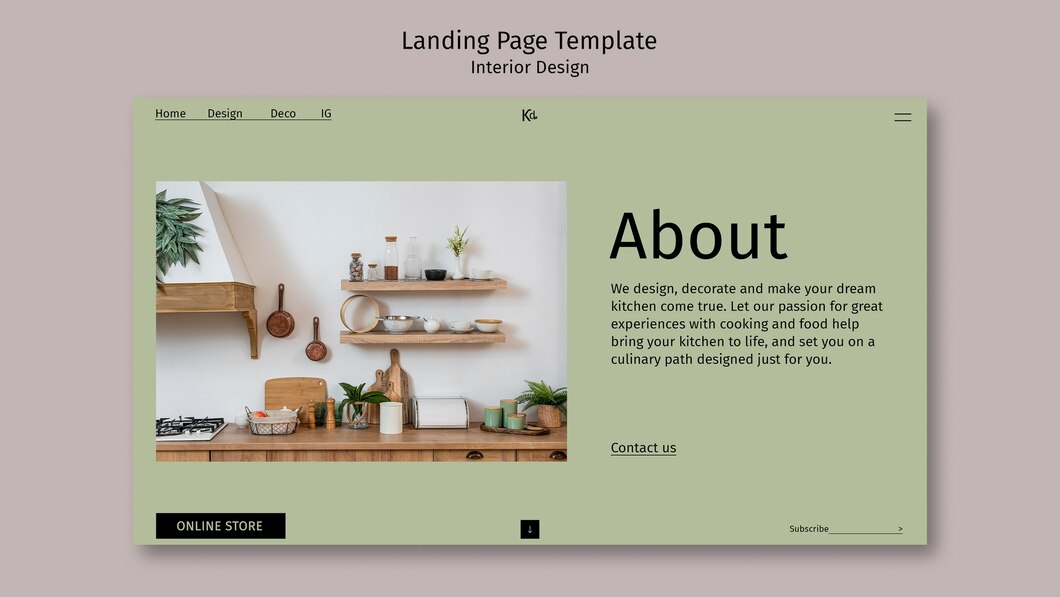 Landing Page Template
Interior Design
Home Design Deco IG
Kd
About
We design, decorate and make your dream
kitchen come true. Let our passion for great
experiences with cooking and food help
bring your kitchen to life, and set you on a
culinary path designed just for you.
Contact us
ONLINE STORE
↓
Subscribe >